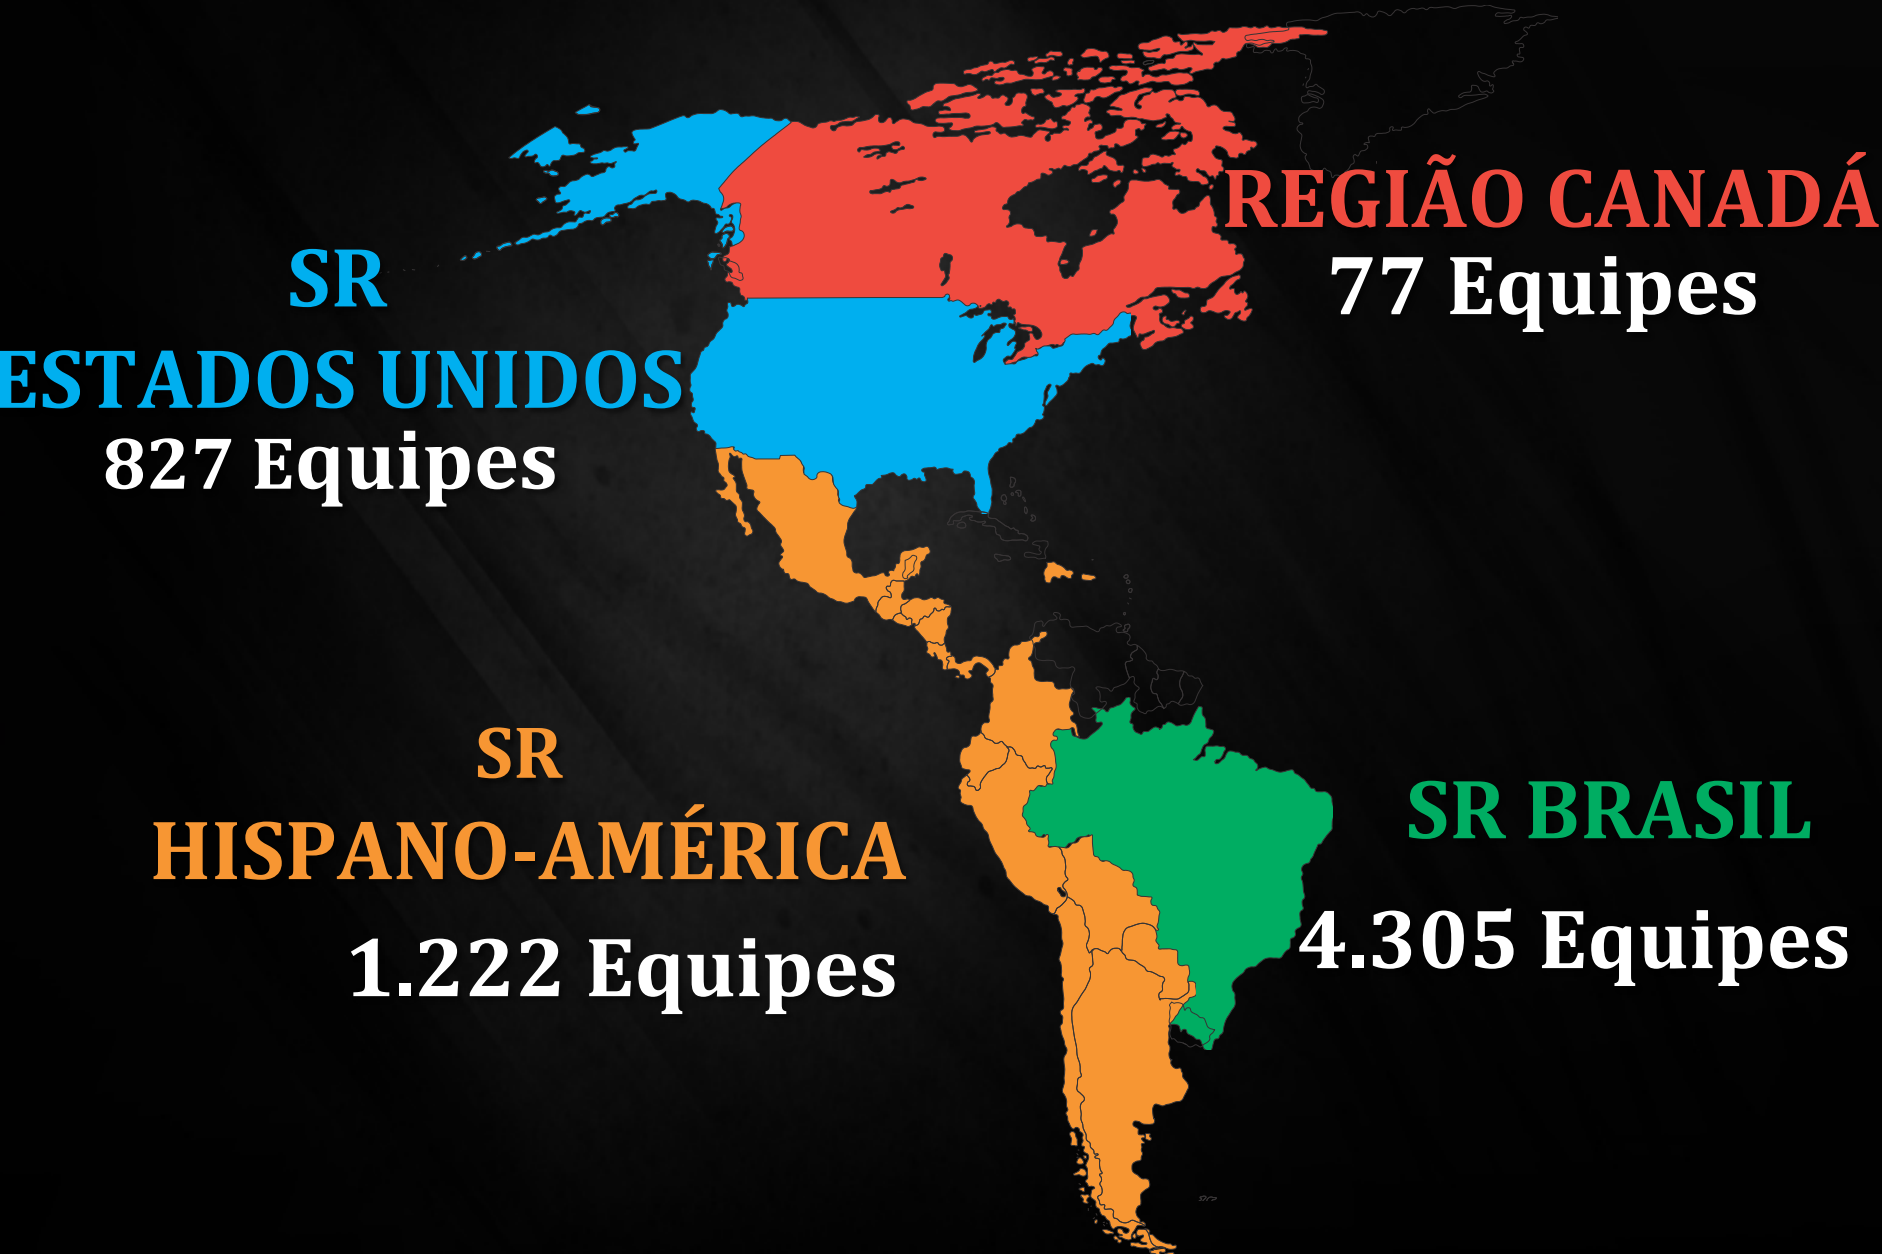 REGIÃO CANADÁ
77 Equipes
SR
ESTADOS UNIDOS
827 Equipes
SR
HISPANO-AMÉRICA
1.222 Equipes
SR BRASIL
4.305 Equipes